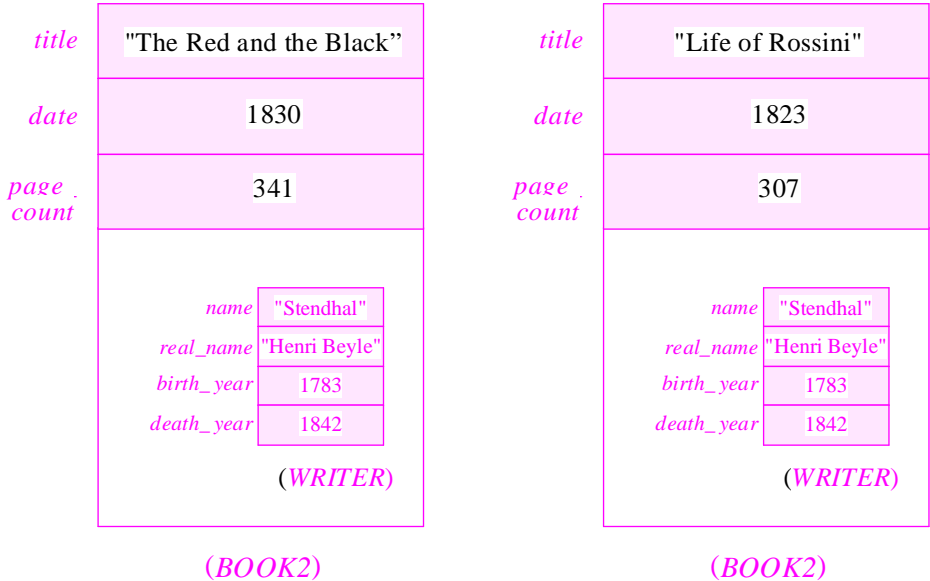 title "The Red and the Black”
date 1830
page_
count 341
name "Stendhal"
real_name "Henri Beyle"
birth_year 1783
death_year 1842
(WRITER)
(BOOK2)
title "Life of Rossini"
date 1823
page_
count 307
name "Stendhal"
real_name "Henri Beyle"
birth_year 1783
death_year 1842
(WRITER)
(BOOK2)